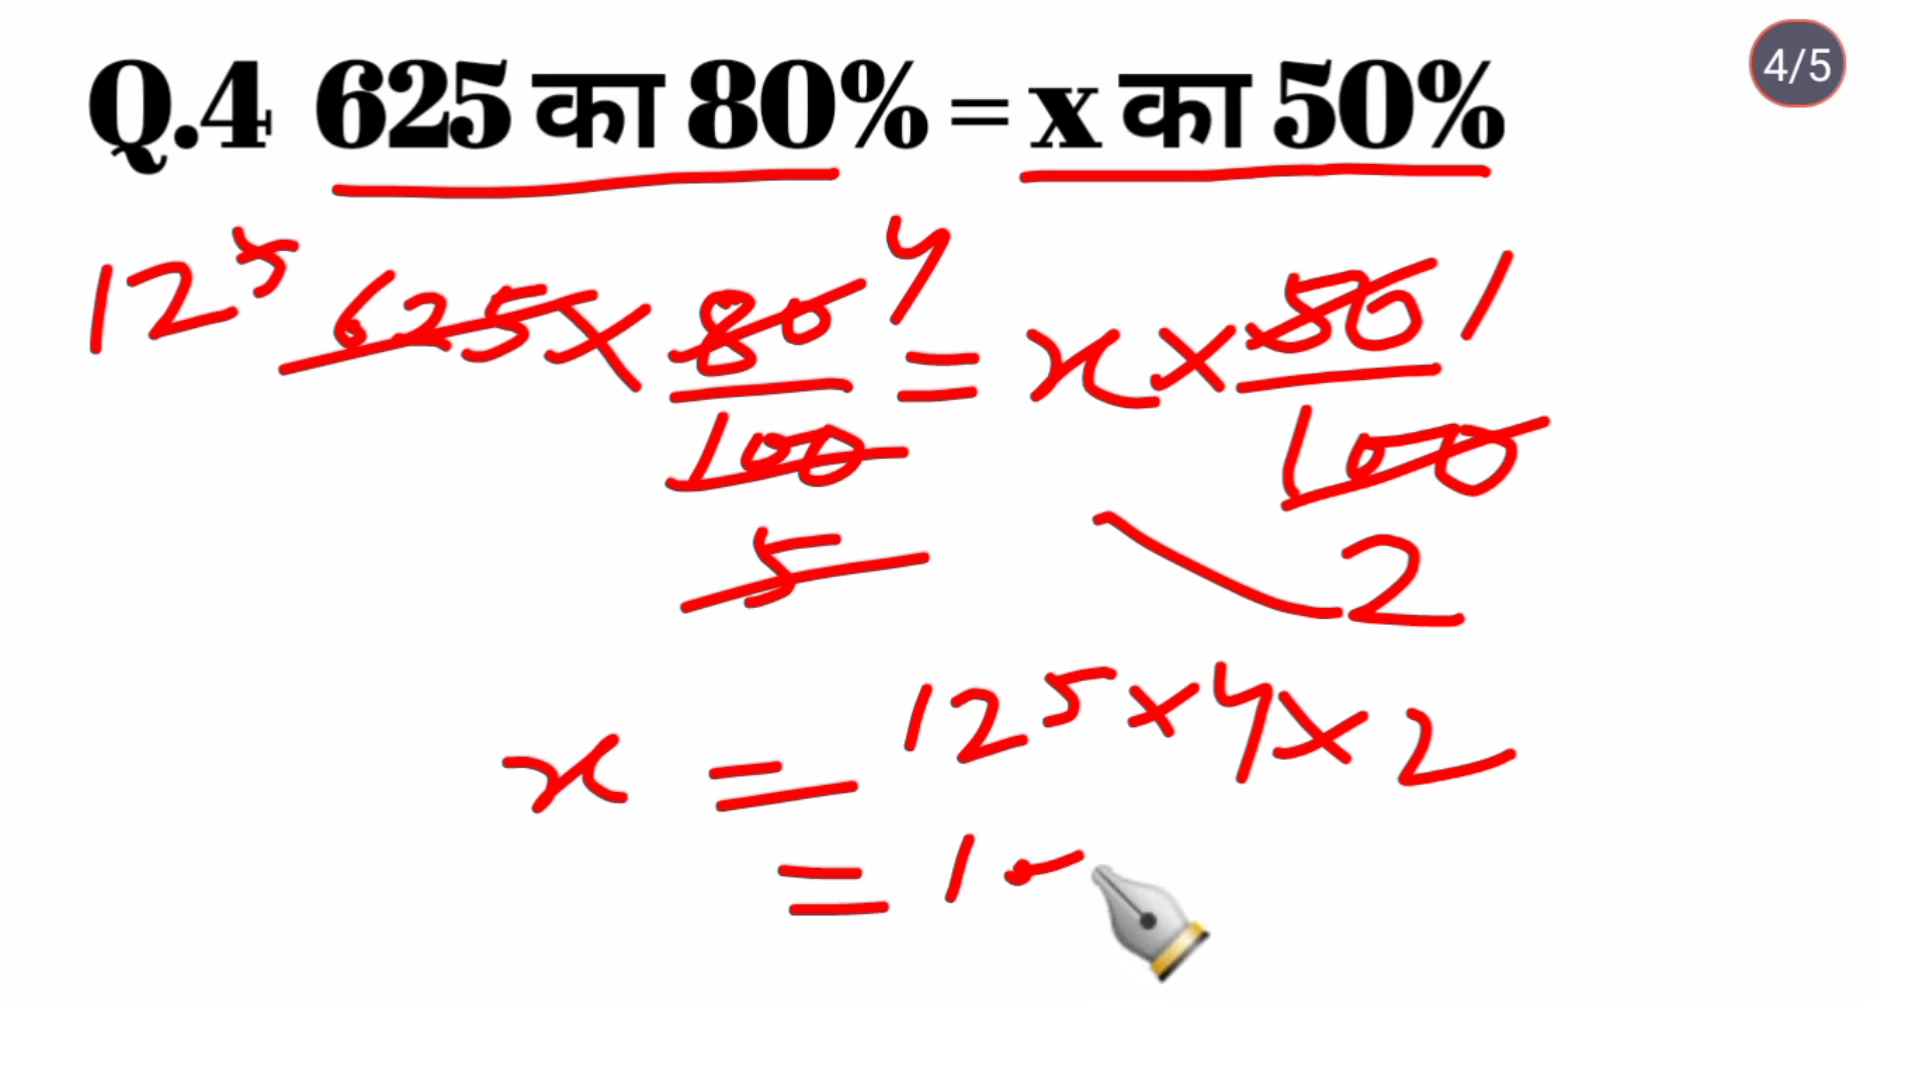 4/5
Q.4 625 का 80% = x का 50%
125 625 × 80/100 4 = x × 50/100 1
5 2
x = 125 × 4 × 2
= 10